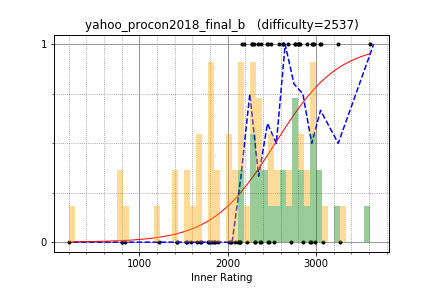 yahoo_procon2018_final_b   (difficulty=2537)
1
0
1000 2000 3000
Inner Rating